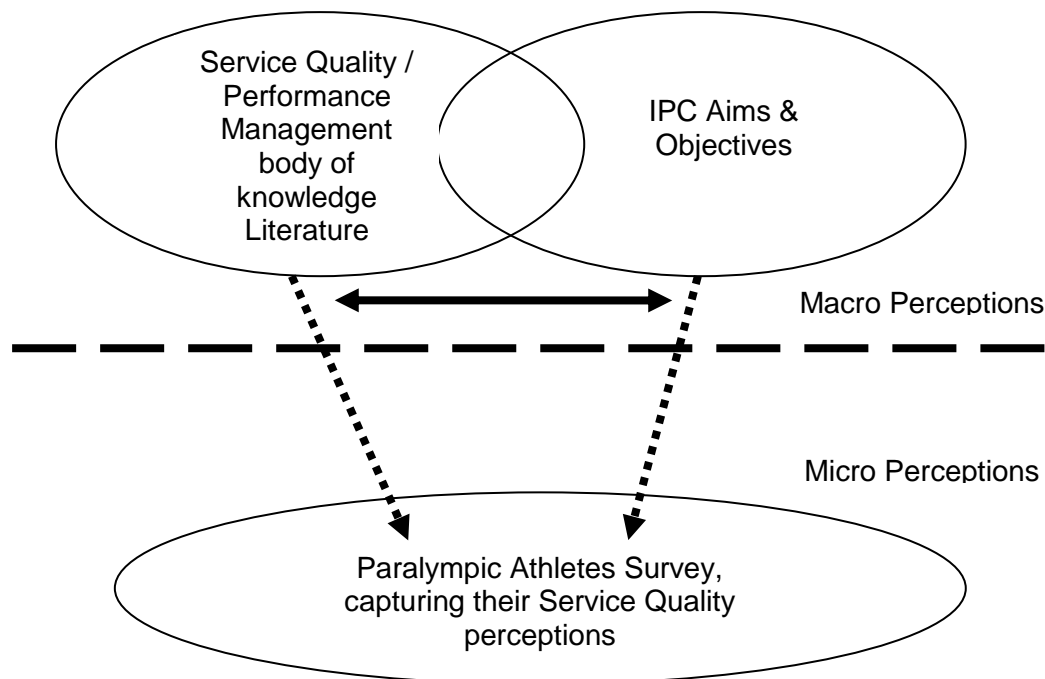 Service Quality /
Performance
Management
body of
knowledge
Literature
IPC Aims &
Objectives
Macro Perceptions
Micro Perceptions
Paralympic Athletes Survey,
capturing their Service Quality
perceptions